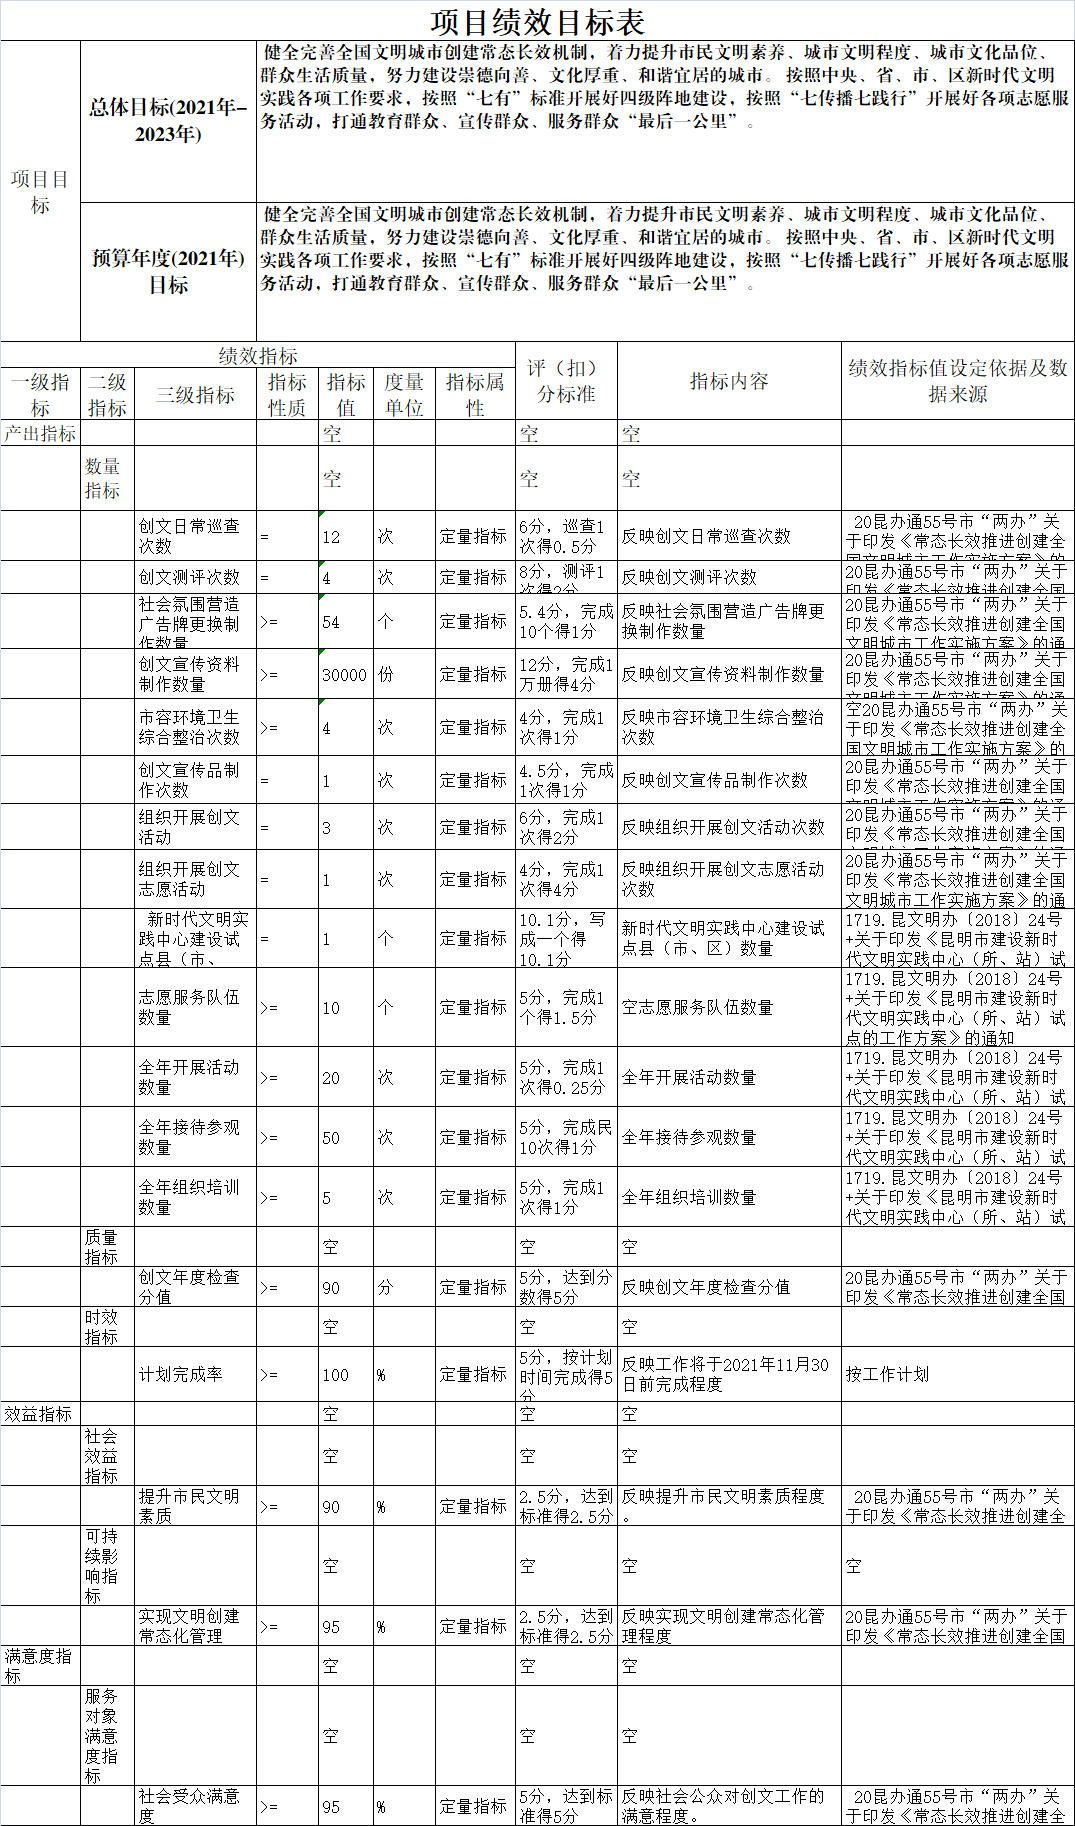 项目绩效目标表
项目目标
总体目标(2021年-2023年)
健全完善全国文明城市创建常态长效机制，着力提升市民文明素养、城市文明程度、城市文化品位、
群众生活质量，努力建设崇德向善、文化厚重、和谐宜居的城市。 按照中央、省、市、区新时代文明
实践各项工作要求，按照“七有”标准开展好四级阵地建设，按照“七传播七践行”开展好各项志愿服
务活动，打通教育群众、宣传群众、服务群众“最后一公里”。
预算年度(2021年)目标
健全完善全国文明城市创建常态长效机制，着力提升市民文明素养、城市文明程度、城市文化品位、
群众生活质量，努力建设崇德向善、文化厚重、和谐宜居的城市。 按照中央、省、市、区新时代文明
实践各项工作要求，按照“七有”标准开展好四级阵地建设，按照“七传播七践行”开展好各项志愿服
务活动，打通教育群众、宣传群众、服务群众“最后一公里”。
绩效指标 评（扣）分标准 指标内容 绩效指标值设定依据及数据来源
一级指标 二级指标 三级指标 指标性质 指标值 度量单位 指标属性
产出指标 空 空 空
数量指标 空 空 空
创文日常巡查次数 = 12 次 定量指标 6分，巡查1次得0.5分 反映创文日常巡查次数 20昆办通55号市“两办”关于印发《常态长效推进创建全国文明城市工作实施方案》的
创文测评次数 = 4 次 定量指标 8分，测评1次得2分 反映创文测评次数 20昆办通55号市“两办”关于印发《常态长效推进创建全国
社会氛围营造广告牌更换制作数量 >= 54 个 定量指标 5.4分，完成10个得1分 反映社会氛围营造广告牌更换制作数量 20昆办通55号市“两办”关于印发《常态长效推进创建全国文明城市工作实施方案》的通
创文宣传资料制作数量 >= 30000 份 定量指标 12分，完成1万册得4分 反映创文宣传资料制作数量 20昆办通55号市“两办”关于印发《常态长效推进创建全国文明城市工作实施方案》的通
市容环境卫生综合整治次数 >= 4 次 定量指标 4分，完成1次得1分 反映市容环境卫生综合整治次数 空20昆办通55号市“两办”关于印发《常态长效推进创建全国文明城市工作实施方案》的
创文宣传品制作次数 = 1 次 定量指标 4.5分，完成1次得1分 反映创文宣传品制作次数 20昆办通55号市“两办”关于印发《常态长效推进创建全国文明城市工作实施方案》的通
组织开展创文活动 = 3 次 定量指标 6分，完成1次得2分 反映组织开展创文活动次数 20昆办通55号市“两办”关于印发《常态长效推进创建全国
组织开展创文志愿活动 = 1 次 定量指标 4分，完成1次得4分 反映组织开展创文志愿活动次数 20昆办通55号市“两办”关于印发《常态长效推进创建全国文明城市工作实施方案》的通
新时代文明实践中心建设试点县（市、 = 1 个 定量指标 10.1分，写成一个得10.1分 新时代文明实践中心建设试点县（市、区）数量 1719.昆文明办〔2018〕24号+关于印发《昆明市建设新时代文明实践中心（所、站）试
志愿服务队伍数量 >= 10 个 定量指标 5分，完成1个得1.5分 空志愿服务队伍数量 1719.昆文明办〔2018〕24号+关于印发《昆明市建设新时代文明实践中心（所、站）试点的工作方案》的通知
全年开展活动数量 >= 20 次 定量指标 5分，完成1次得0.25分 全年开展活动数量 1719.昆文明办〔2018〕24号+关于印发《昆明市建设新时代文明实践中心（所、站）试
全年接待参观数量 >= 50 次 定量指标 5分，完成民10次得1分 全年接待参观数量 1719.昆文明办〔2018〕24号+关于印发《昆明市建设新时代文明实践中心（所、站）试
全年组织培训数量 >= 5 次 定量指标 5分，完成1次得1分 全年组织培训数量 1719.昆文明办〔2018〕24号+关于印发《昆明市建设新时代文明实践中心（所、站）试
质量指标 空 空 空
创文年度检查分值 >= 90 分 定量指标 5分，达到分数得5分 反映创文年度检查分值 20昆办通55号市“两办”关于印发《常态长效推进创建全国
时效指标 空 空 空
计划完成率 >= 100 % 定量指标 5分，按计划时间完成得5分 反映工作将于2021年11月30日前完成程度 按工作计划
效益指标 空 空 空
社会效益指标 空 空 空
提升市民文明素质 >= 90 % 定量指标 2.5分，达到标准得2.5分 反映提升市民文明素质程度。 20昆办通55号市“两办”关于印发《常态长效推进创建全
可持续影响指标 空 空 空 空
实现文明创建常态化管理 >= 95 % 定量指标 2.5分，达到标准得2.5分 反映实现文明创建常态化管理程度 20昆办通55号市“两办”关于印发《常态长效推进创建全国
满意度指标 空 空 空
服务对象满意度指标 空 空 空
社会受众满意度 >= 95 % 定量指标 5分，达到标准得5分 反映社会公众对创文工作的满意程度。 20昆办通55号市“两办”关于印发《常态长效推进创建全